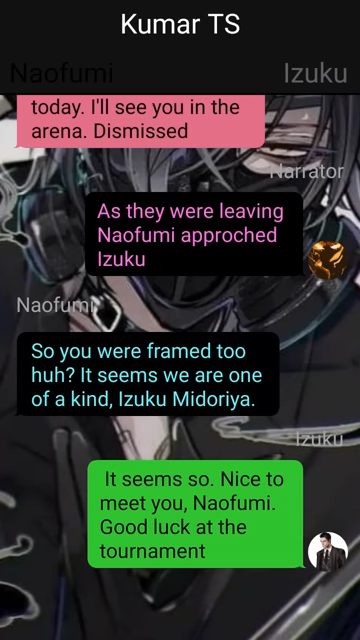 Kumar TS
Naofumi
Izuku
today. I'll see you in the
arena. Dismissed
Narrator
As they were leaving
Naofumi approched
Izuku
Naofumi
So you were framed too
huh? It seems we are one
of a kind, Izuku Midoriya.
Izuku
It seems so. Nice to
meet you, Naofumi.
Good luck at the
tournament